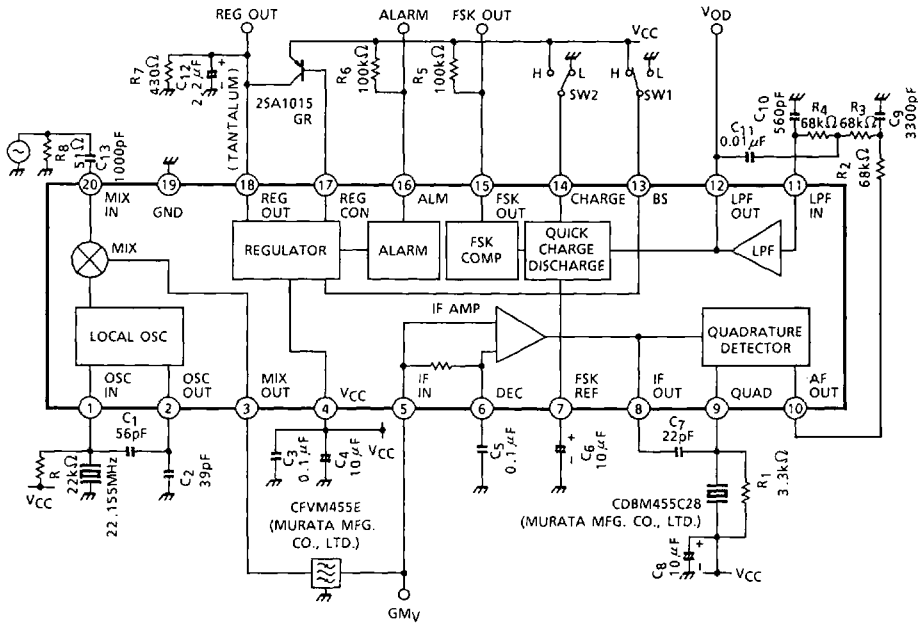 REG OUT
ALARM
FSK OUT
VCC
VOD
R7
430Ω
C12
2.2μF
+
-
(TANTALUM)
2SA1015
GR
R6
100kΩ
R5
100kΩ
H
L
SW2
H
L
SW1
C10
560pF
R4
68kΩ
R3
68kΩ
C9
3300pF
C11
0.01μF
R2
68kΩ
R8
51Ω
C13
1000pF
20
19
18
17
16
15
14
13
12
11
MIX
IN
GND
REG
OUT
REG
CON
ALM
FSK
OUT
CHARGE
BS
LPF
OUT
LPF
IN
MIX
REGULATOR
ALARM
FSK
COMP
QUICK
CHARGE
DISCHARGE
LPF
LOCAL OSC
IF AMP
QUADRATURE
DETECTOR
OSC
IN
OSC
OUT
MIX
OUT
VCC
IF
IN
DEC
FSK
REF
IF
OUT
QUAD
AF
OUT
1
2
3
4
5
6
7
8
9
10
R
22kΩ
VCC
22.155MHz
C1
56pF
C2
39pF
C3
0.1μF
C4
10μF
VCC
C5
0.1μF
+
-
C6
10μF
C7
22pF
R1
3.3kΩ
CFVM455E
(MURATA MFG.
CO., LTD.)
CDBM455C28
(MURATA MFG. CO., LTD.)
C8
10μF
+
-
VCC
GMV